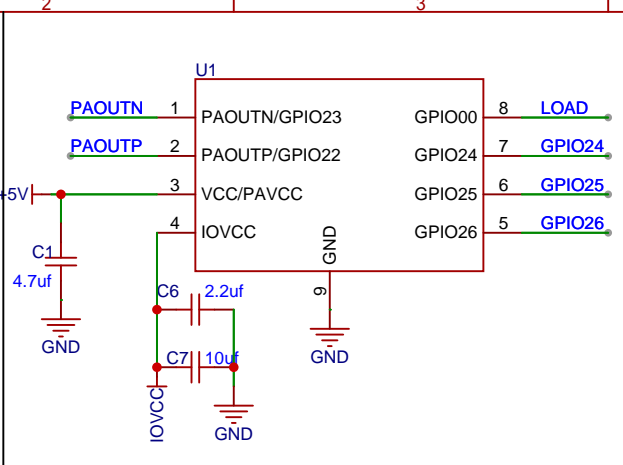 2
3
U1
PAOUTN
1
PAOUTN/GPIO23
GPIO00
8
LOAD
PAOUTP
2
PAOUTP/GPIO22
GPIO24
7
GPIO24
+5V
3
VCC/PAVCC
GPIO25
6
GPIO25
4
IOVCC
GPIO26
5
GPIO26
GND
9
C1
4.7uf
GND
C6
2.2uf
C7
10uf
GND
IOVCC
GND